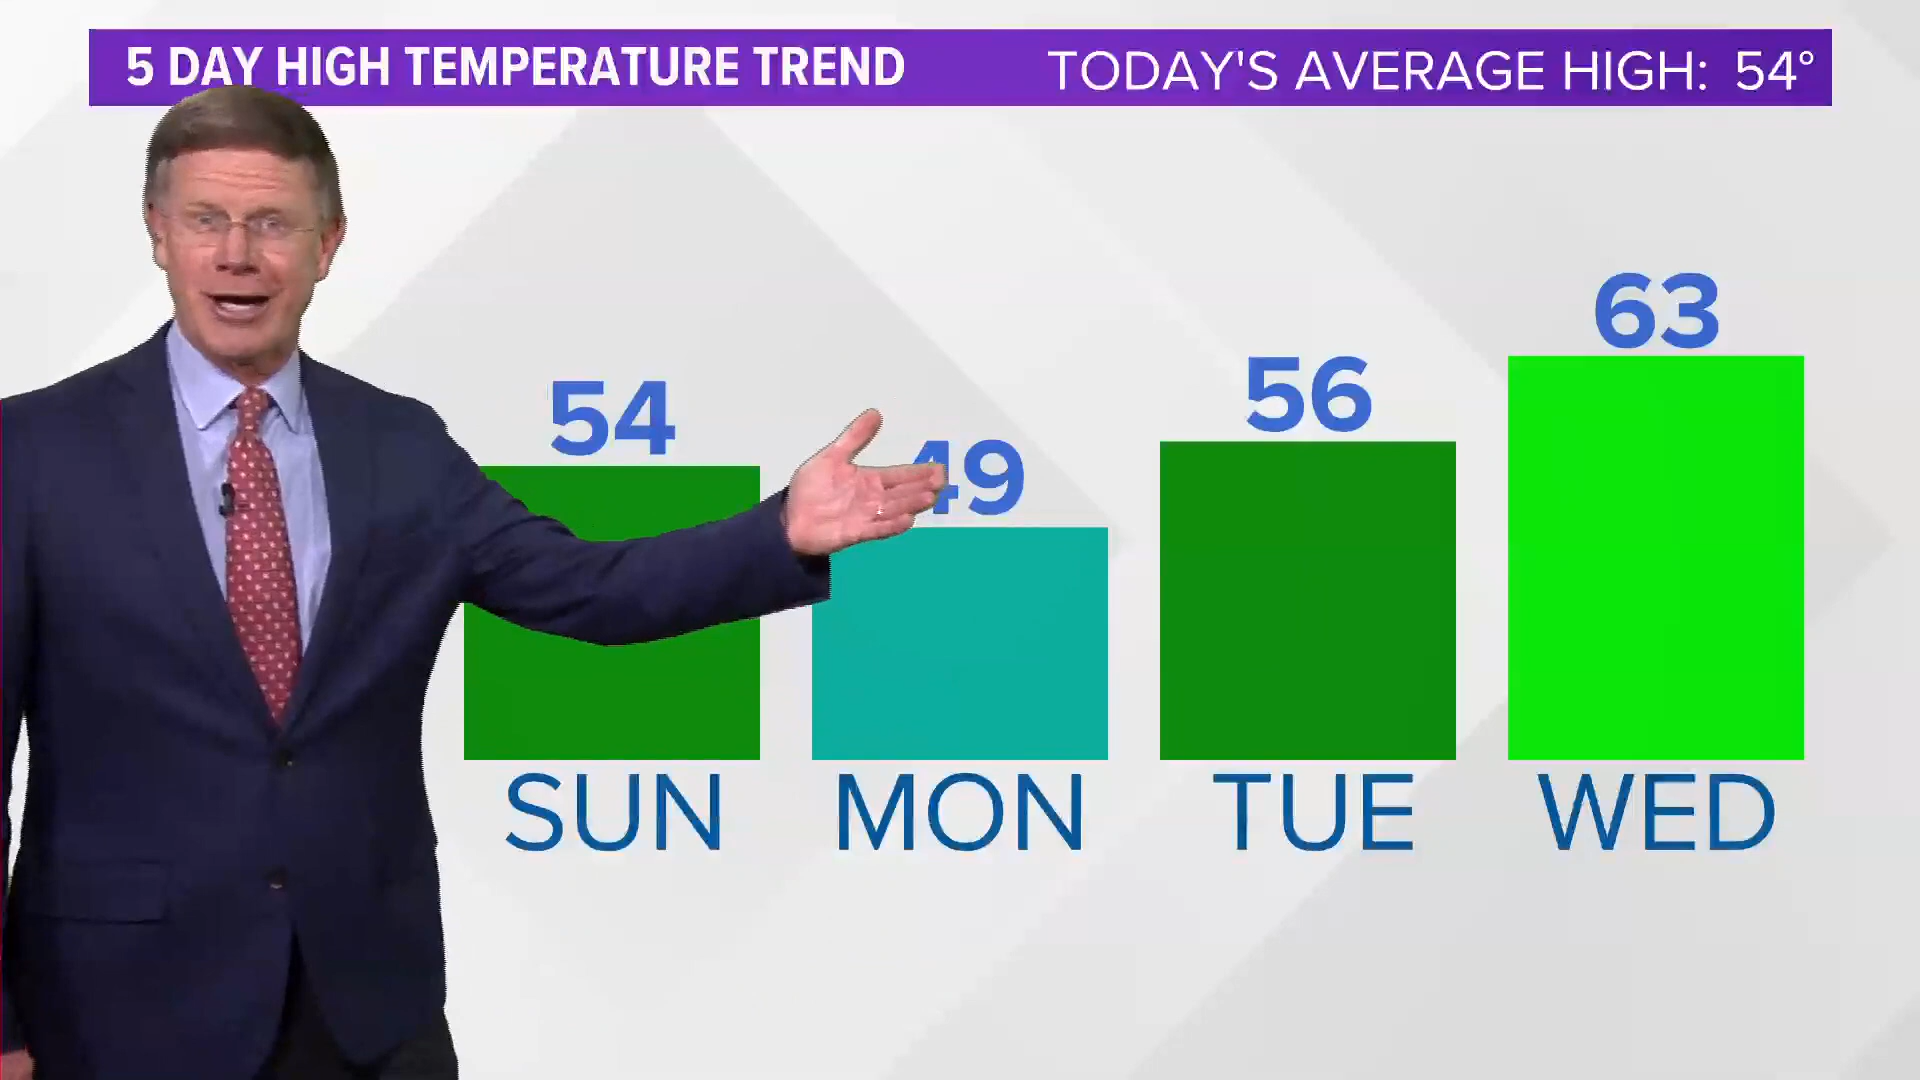 5 DAY HIGH TEMPERATURE TREND
TODAY'S AVERAGE HIGH: 54°
54
49
56
63
SUN
MON
TUE
WED